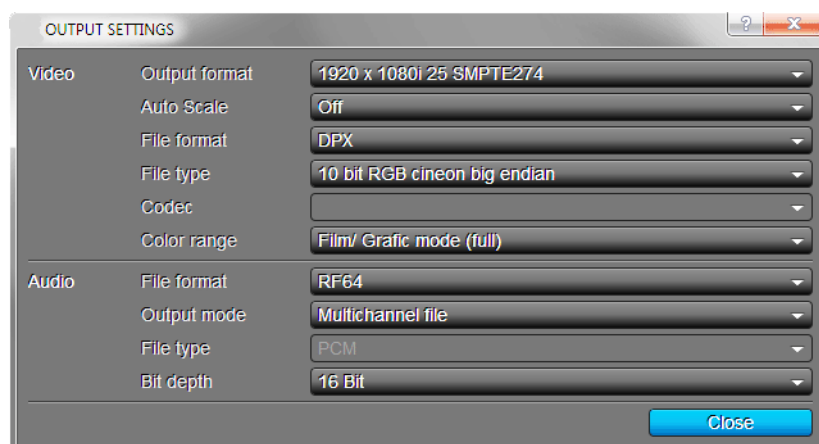 OUTPUT SETTINGS
?
Video Output format 1920 x 1080i 25 SMPTE274
Auto Scale Off
File format DPX
File type 10 bit RGB cineon big endian
Codec
Color range Film/ Grafic mode (full)
Audio File format RF64
Output mode Multichannel file
File type PCM
Bit depth 16 Bit
Close